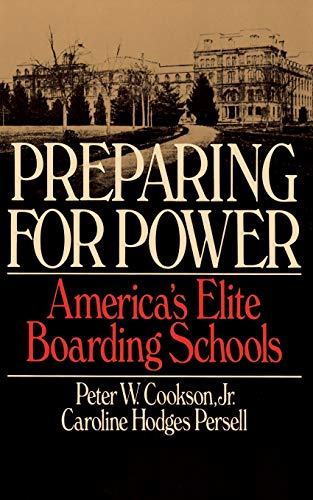 PREPARING
FOR POWER
America's Elite
Boarding Schools
Peter W. Cookson, Jr.
Caroline Hodges Persell